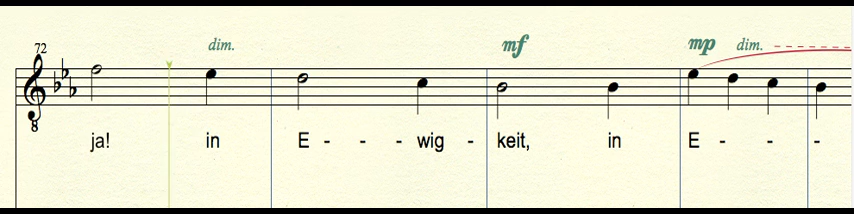 72 dim. mf mp dim.
8
ja! in E - - - wig - keit, in E - - -